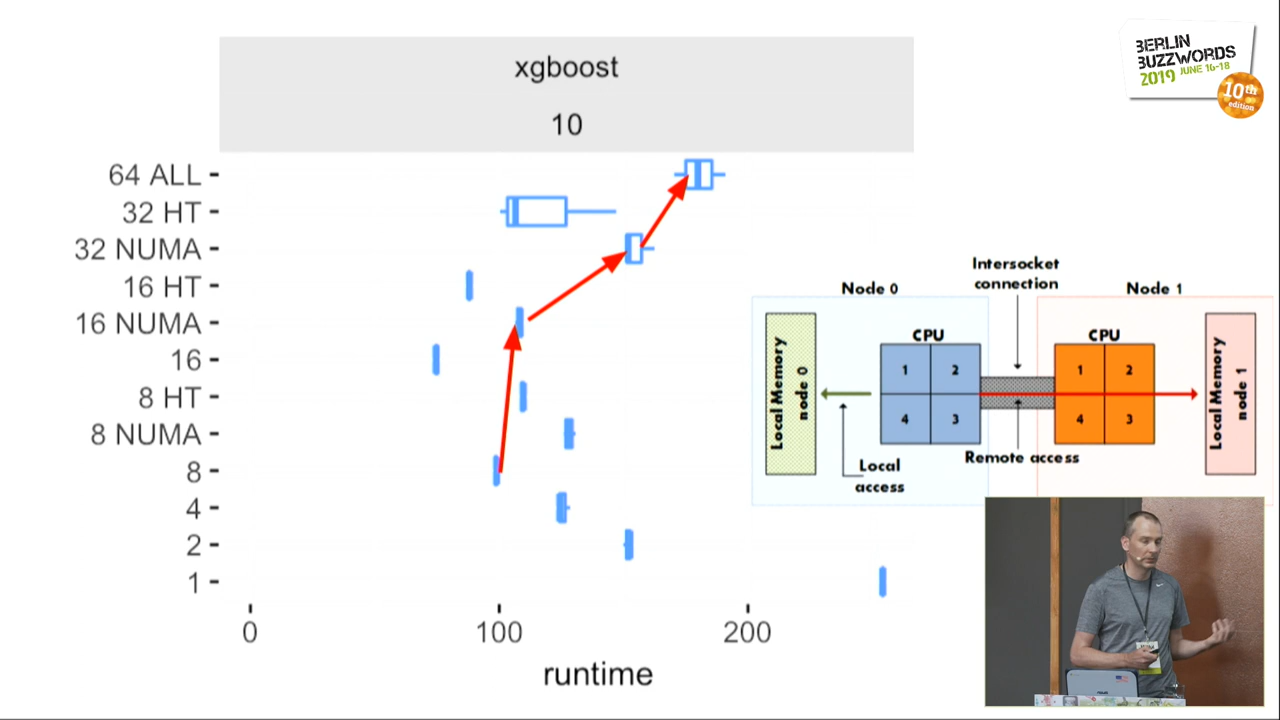 BERLIN
BUZZWORDS
2019 JUNE 16-18
10th
edition
xgboost
10
64 ALL
32 HT
32 NUMA
16 HT
16 NUMA
16
8 HT
8 NUMA
8
4
2
1
0
100
200
runtime
Intersocket
connection
Node 0
Node 1
CPU
CPU
Local Memory
node 0
1
2
4
3
1
2
4
3
Local Memory
node 1
Local
access
Remote access